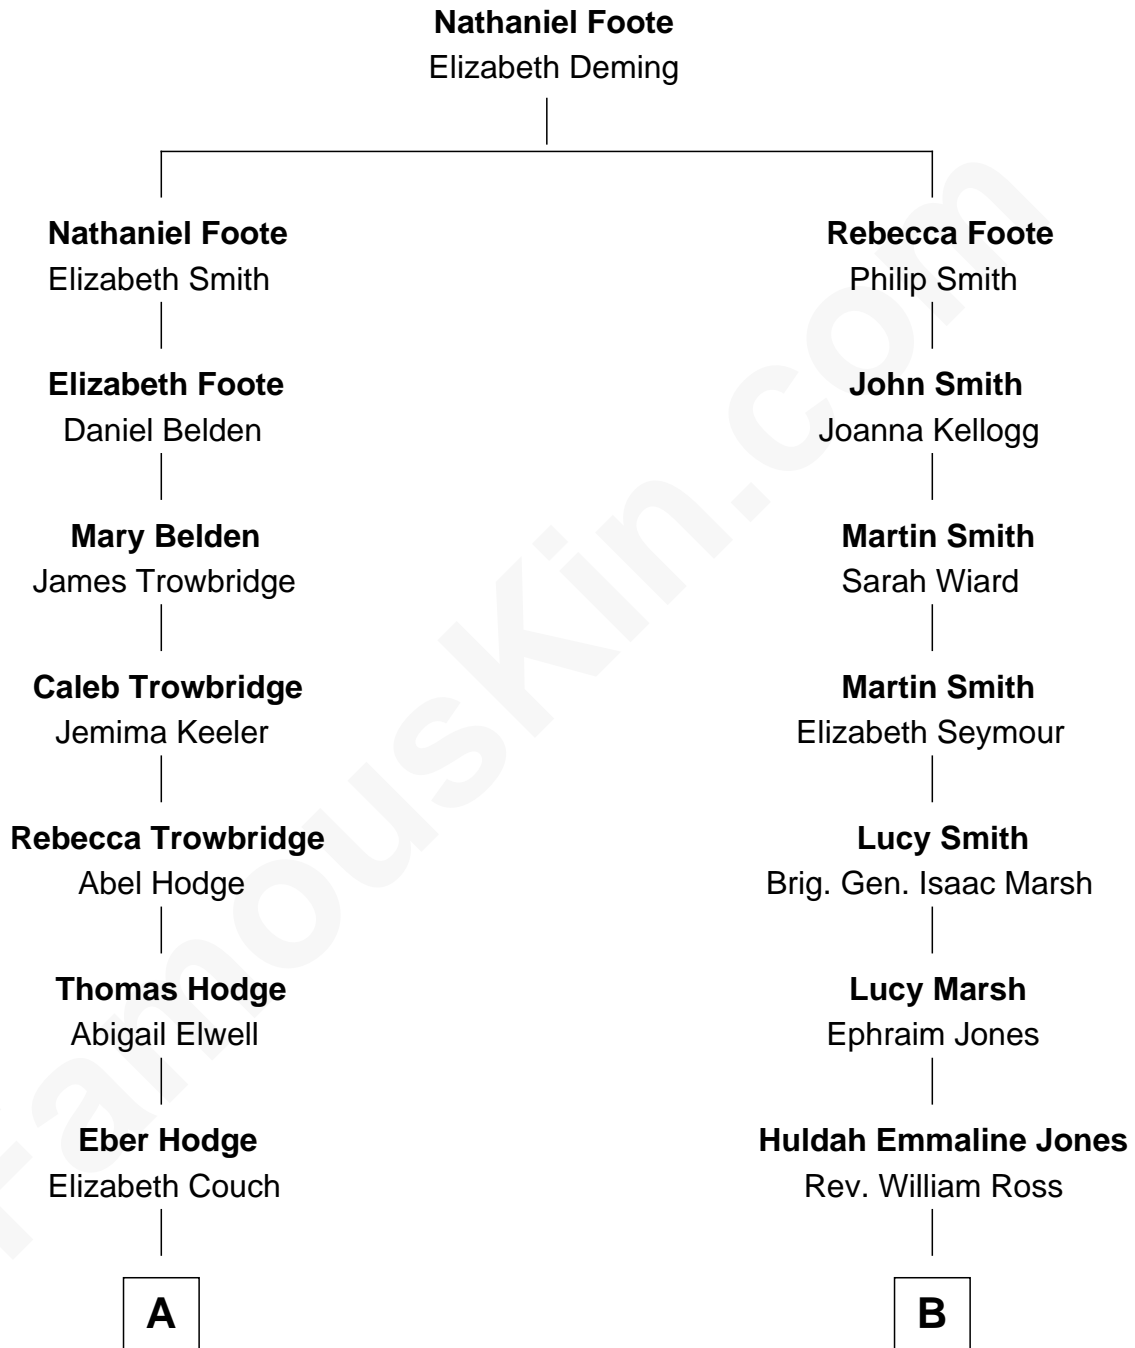 Nathaniel Foote
Elizabeth Deming
Nathaniel Foote
Elizabeth Smith
Rebecca Foote
Philip Smith
Elizabeth Foote
Daniel Belden
John Smith
Joanna Kellogg
Mary Belden
James Trowbridge
Martin Smith
Sarah Wiard
Caleb Trowbridge
Jemima Keeler
Martin Smith
Elizabeth Seymour
Rebecca Trowbridge
Abel Hodge
Lucy Smith
Brig. Gen. Isaac Marsh
Thomas Hodge
Abigail Elwell
Lucy Marsh
Ephraim Jones
Eber Hodge
Elizabeth Couch
Huldah Emmaline Jones
Rev. William Ross
A
B
FamousKin.com